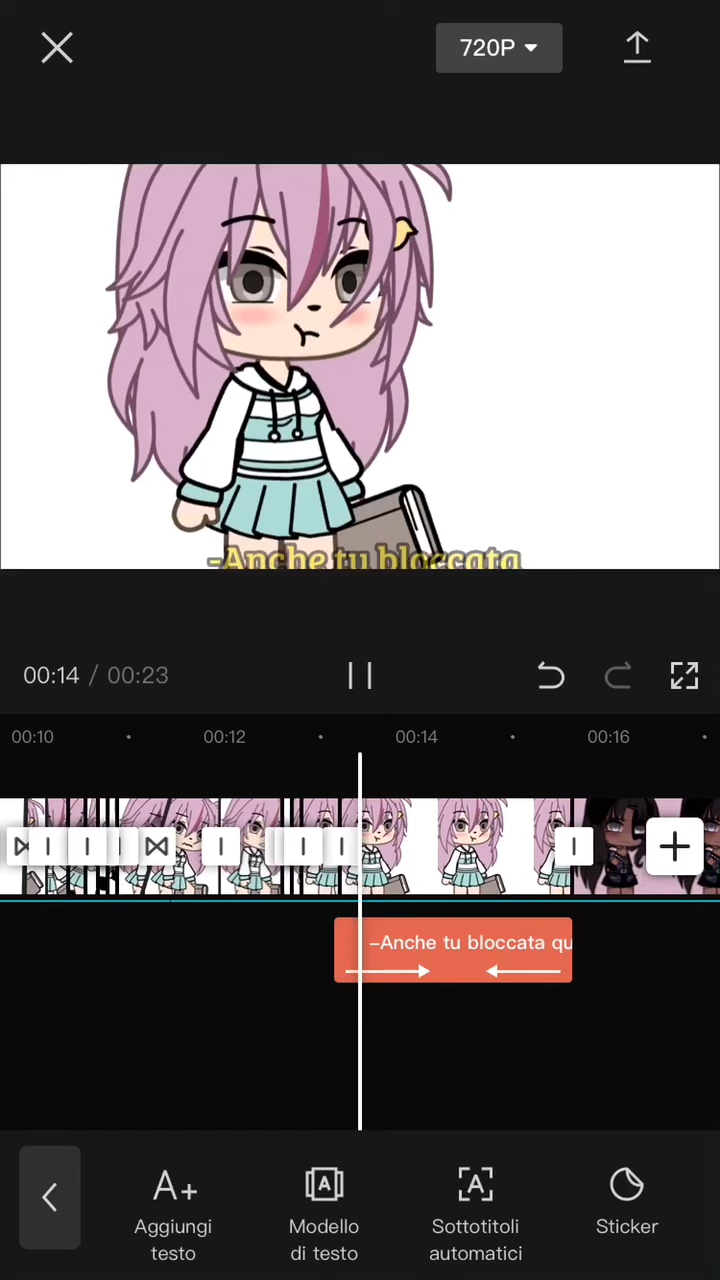 720P
-Anche tu bloccata
00:14 / 00:23
00:10 00:12 00:14 00:16
-Anche tu bloccata qu
Aggiungi testo
Modello di testo
Sottotitoli automatici
Sticker